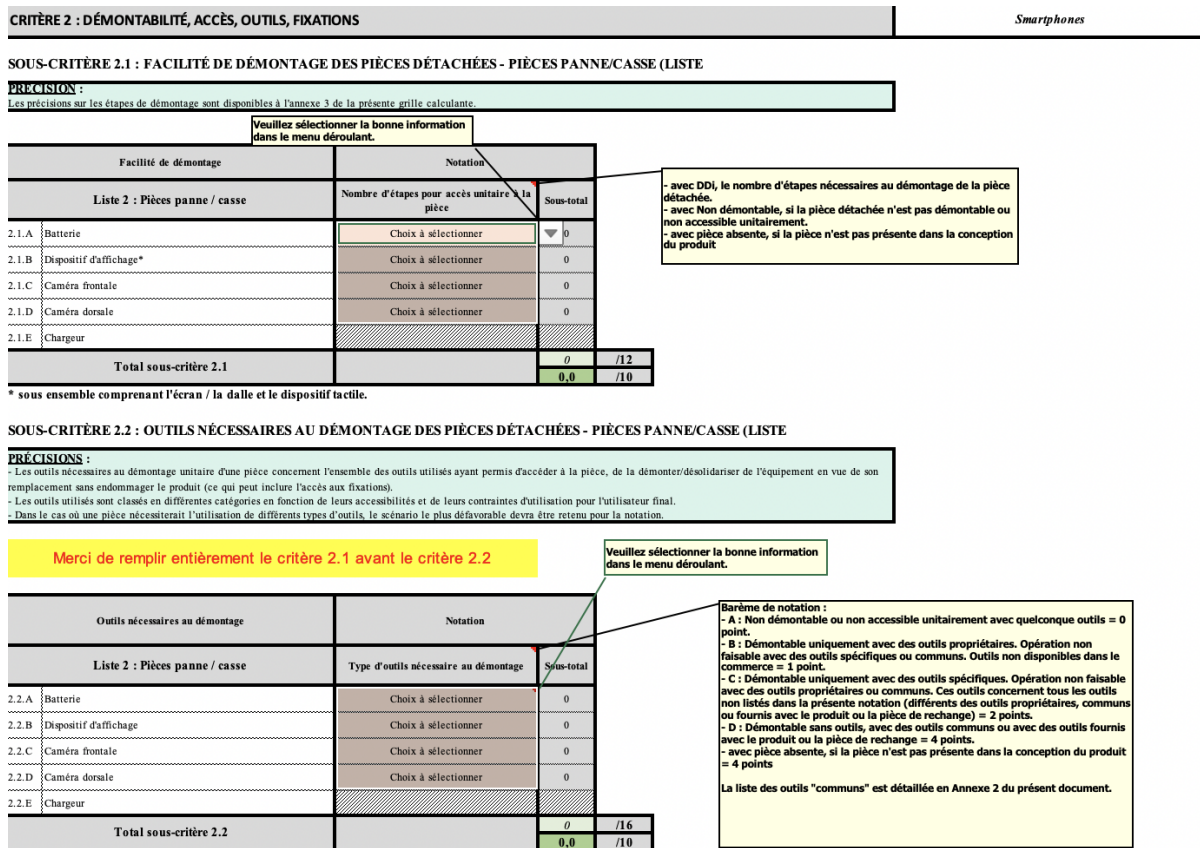 CRITÈRE 2 : DÉMONTABILITÉ, ACCÈS, OUTILS, FIXATIONS
Smartphones
SOUS-CRITÈRE 2.1 : FACILITÉ DE DÉMONTAGE DES PIÈCES DÉTACHÉES - PIÈCES PANNE/CASSE (LISTE
PRÉCISION :
Les précisions sur les étapes de démontage sont disponibles à l'annexe 3 de la présente grille calculante.
Veuillez sélectionner la bonne information
dans le menu déroulant.
Facilité de démontage Notation
Liste 2 : Pièces panne / casse
Nombre d'étapes pour accès unitaire à la
pièce
Sous-total
- avec DDi, le nombre d'étapes nécessaires au démontage de la pièce
détachée.
- avec Non démontable, si la pièce détachée n'est pas démontable ou
non accessible unitairement.
- avec pièce absente, si la pièce n'est pas présente dans la conception
du produit
2.1.A Batterie Choix à sélectionner 0
2.1.B Dispositif d'affichage* Choix à sélectionner 0
2.1.C Caméra frontale Choix à sélectionner 0
2.1.D Caméra dorsale Choix à sélectionner 0
2.1.E Chargeur
Total sous-critère 2.1
0 /12
0,0 /10
* sous ensemble comprenant l'écran / la dalle et le dispositif tactile.
SOUS-CRITÈRE 2.2 : OUTILS NÉCESSAIRES AU DÉMONTAGE DES PIÈCES DÉTACHÉES - PIÈCES PANNE/CASSE (LISTE
PRÉCISIONS :
- Les outils nécessaires au démontage unitaire d'une pièce concernent l'ensemble des outils utilisés ayant permis d'accéder à la pièce, de la démonter/désolidariser de l'équipement en vue de son
remplacement sans endommager le produit (ce qui peut inclure l'accès aux fixations).
- Les outils utilisés sont classés en différentes catégories en fonction de leurs accessibilités et de leurs contraintes d'utilisation pour l'utilisateur final.
- Dans le cas où une pièce nécessiterait l'utilisation de différents types d'outils, le scénario le plus défavorable devra être retenu pour la notation.
Merci de remplir entièrement le critère 2.1 avant le critère 2.2
Veuillez sélectionner la bonne information
dans le menu déroulant.
Outils nécessaires au démontage Notation
Liste 2 : Pièces panne / casse Type d'outils nécessaire au démontage Sous-total
Barème de notation :
- A : Non démontable ou non accessible unitairement avec quelconque outils = 0
point.
- B : Démontable uniquement avec des outils propriétaires. Opération non
faisable avec des outils spécifiques ou communs. Outils non disponibles dans le
commerce = 1 point.
- C : Démontable uniquement avec des outils spécifiques. Opération non faisable
avec des outils propriétaires ou communs. Ces outils concernent tous les outils
non listés dans la présente notation (différents des outils propriétaires, communs
ou fournis avec le produit ou la pièce de rechange) = 2 points.
- D : Démontable sans outils, avec des outils communs ou avec des outils fournis
avec le produit ou la pièce de rechange = 4 points.
- avec pièce absente, si la pièce n'est pas présente dans la conception du produit
= 4 points
La liste des outils "communs" est détaillée en Annexe 2 du présent document.
2.2.A Batterie Choix à sélectionner 0
2.2.B Dispositif d'affichage Choix à sélectionner 0
2.2.C Caméra frontale Choix à sélectionner 0
2.2.D Caméra dorsale Choix à sélectionner 0
2.2.E Chargeur
Total sous-critère 2.2
0 /16
0,0 /10